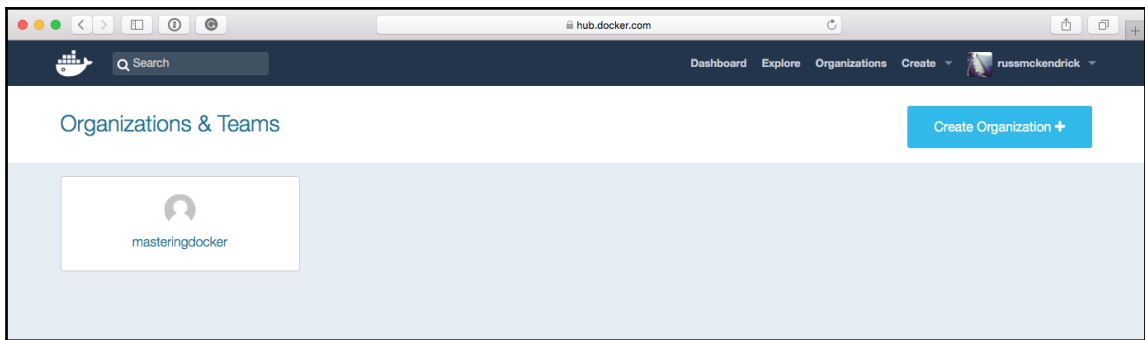 hub.docker.com
Search
Dashboard Explore Organizations Create russmckendrick
Organizations & Teams
Create Organization +
masteringdocker